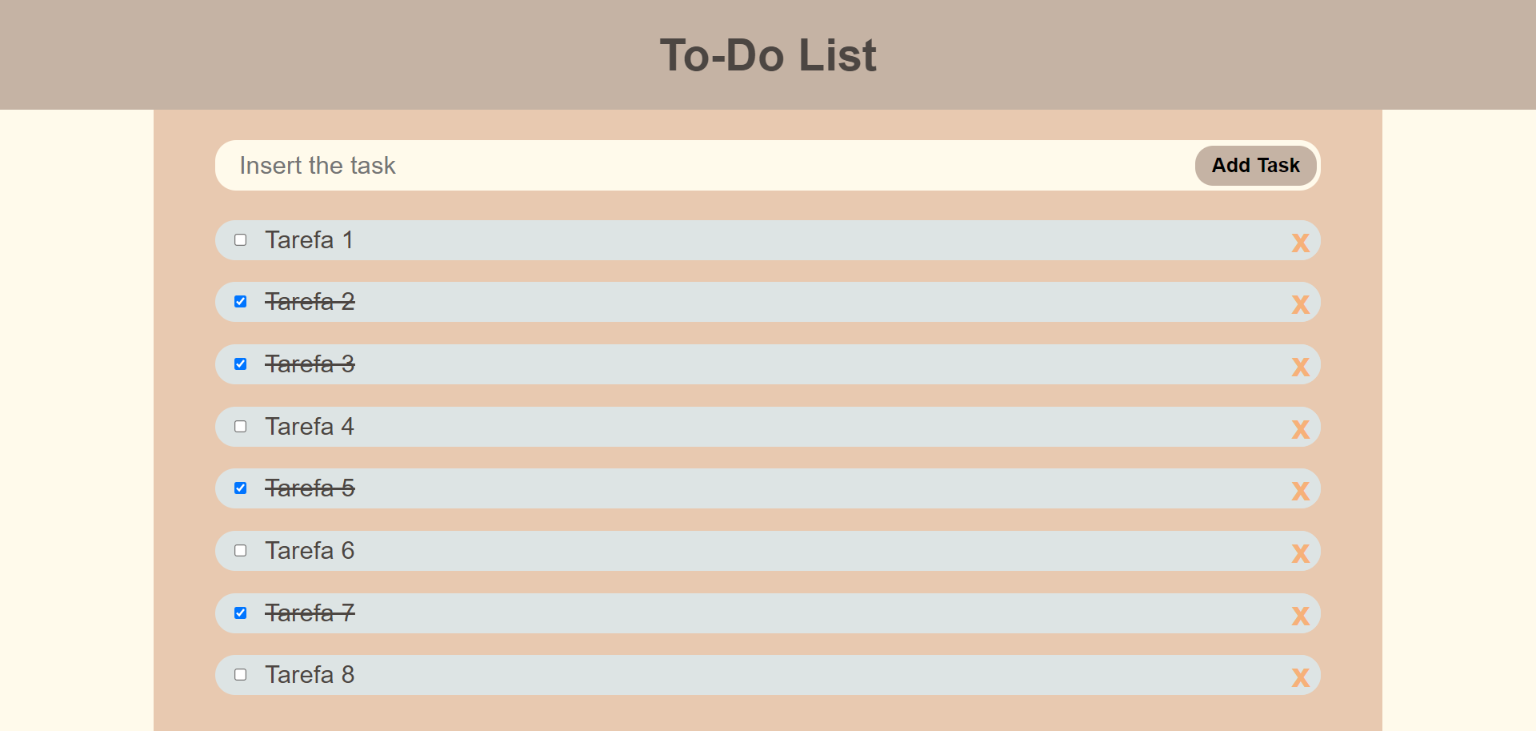 To-Do List
Insert the task
Add Task
Tarefa 1
x
Tarefa 2
x
Tarefa 3
x
Tarefa 4
x
Tarefa 5
x
Tarefa 6
x
Tarefa 7
x
Tarefa 8
x